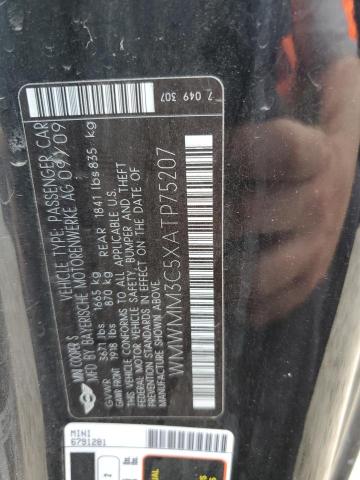 MINI COOPER S
VEHICLE TYPE: PASSENGER CAR
MFD BY BAYERISCHE MOTORENWERKE AG 09/09
GVWR 3671 lbs 1665 kg
GAWR FRONT 1918 lbs 870 kg REAR 1841 lbs 835 kg
THIS VEHICLE CONFORMS TO ALL APPLICABLE U.S.
FEDERAL MOTOR VEHICLE SAFETY, BUMPER AND THEFT
PREVENTION STANDARDS IN EFFECT ON THE DATE OF
MANUFACTURE SHOWN ABOVE.
WMWMM3C5XATP75207
7 049 307
MINI
6791281
2
lbs
lbs